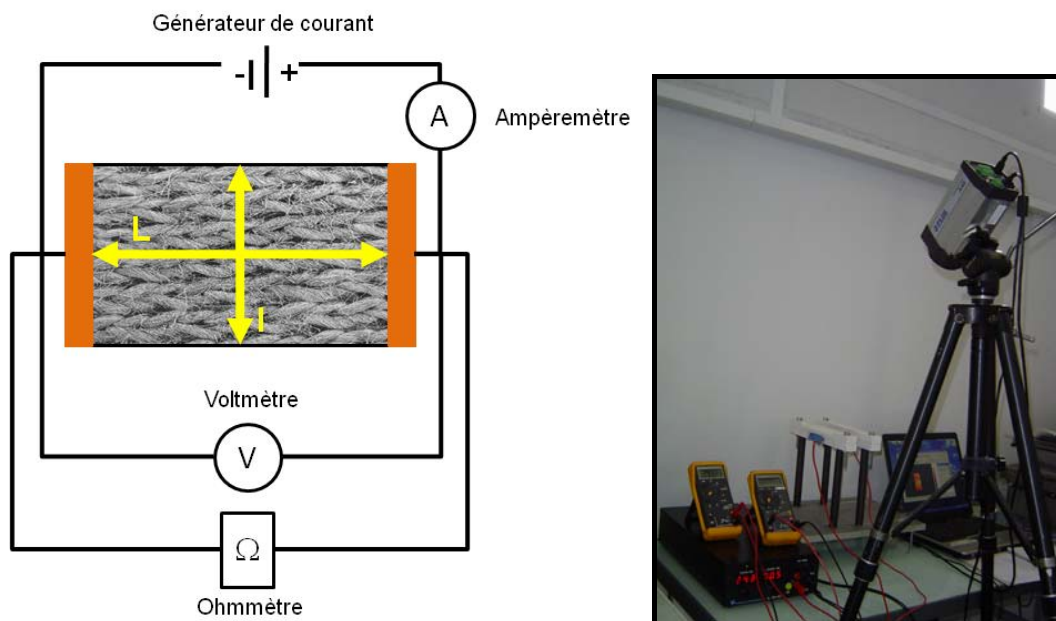 Générateur de courant
- +
A
Ampèremètre
L
l
Voltmètre
V
Ω
Ohmmètre